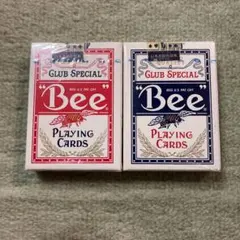 CLUB SPECIAL
"Bee"
PLAYING
CARDS
CLUB SPECIAL
"Bee"
PLAYING
CARDS